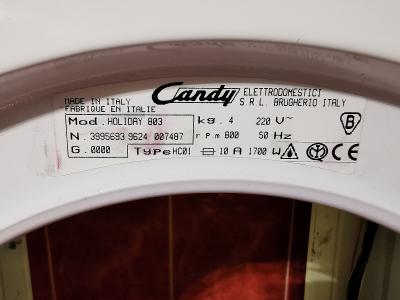 Candy ELETTRODOMESTICI
S.R.L. BRUGHERIO ITALY
MADE IN ITALY
FABRIQUE EN ITALIE
Mod. HOLIDAY 803 kg. 4 220 V~
N. 3995693 9624 007487 r.p.m 800 50 Hz
G. 0000 TYPE HC01 10 A 1700 W
B
CE